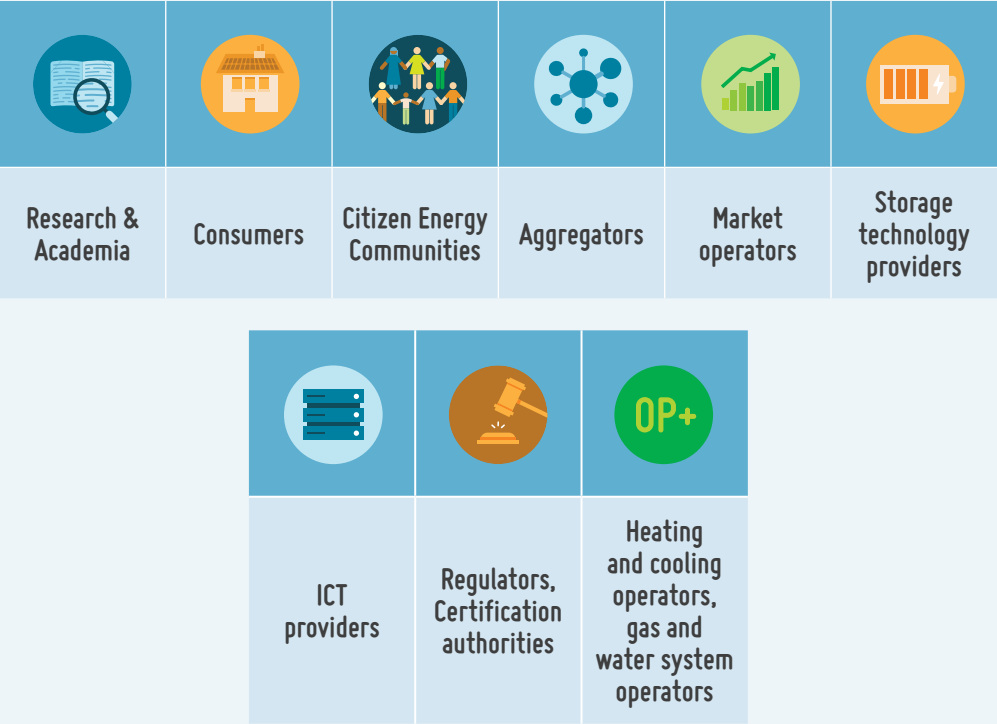 Research &
Academia
Consumers
Citizen Energy
Communities
Aggregators
Market
operators
Storage
technology
providers
OP+
ICT
providers
Regulators,
Certification
authorities
Heating
and cooling
operators,
gas and
water system
operators